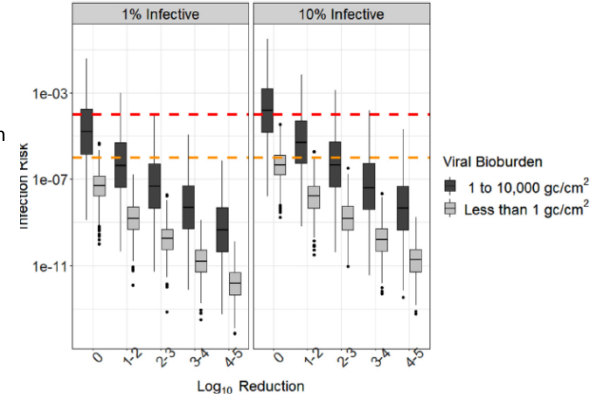 1% Infective
10% Infective
1e-03
1e-07
1e-11
Infection Risk
0
1-2
2-3
3-4
4-5
0
1-2
2-3
3-4
4-5
Log10 Reduction
Viral Bioburden
1 to 10,000 gc/cm²
Less than 1 gc/cm²